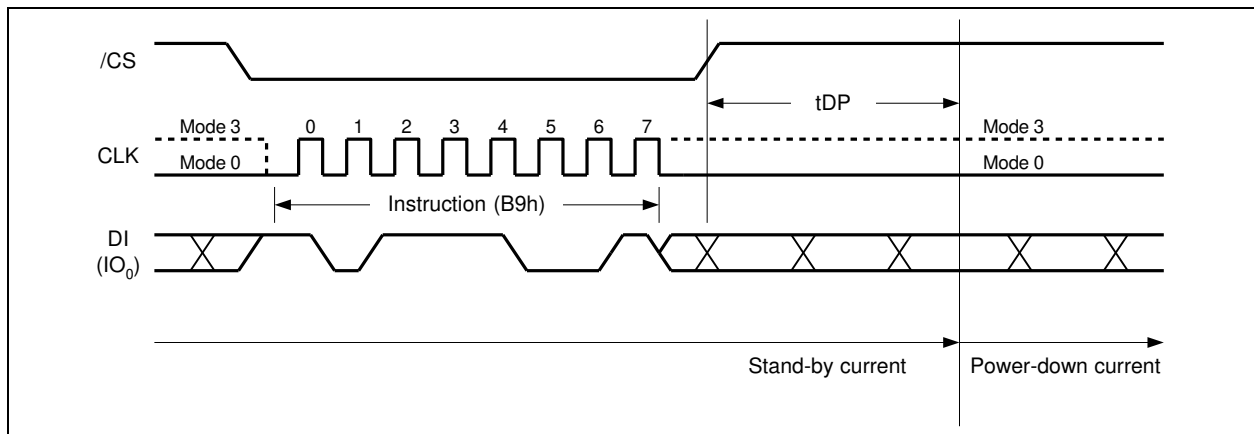 /CS
tDP
Mode 3 0 1 2 3 4 5 6 7 Mode 3
CLK
Mode 0 Mode 0
Instruction (B9h)
DI
(IO₀)
Stand-by current Power-down current